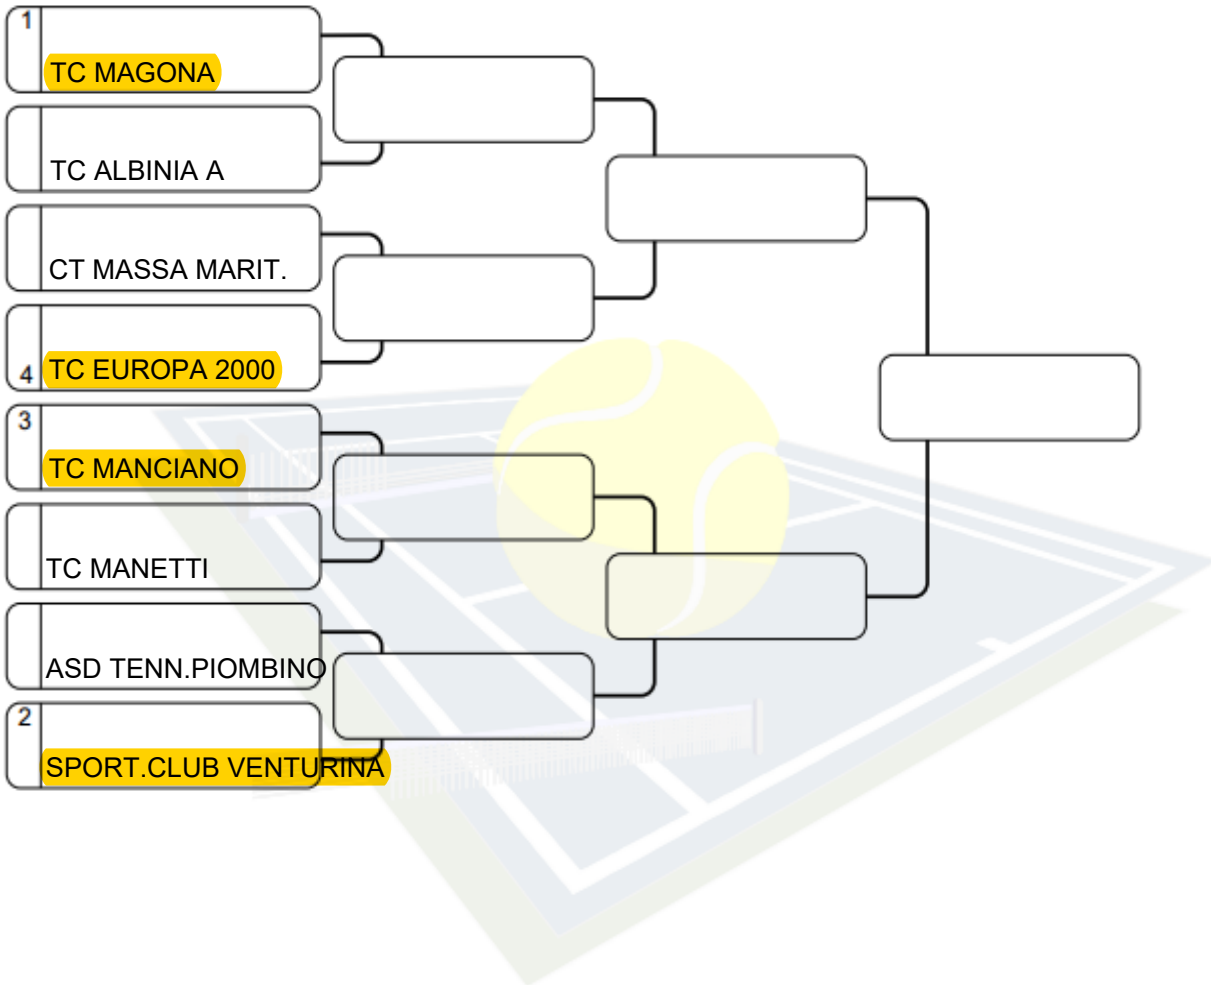 1
TC MAGONA
TC ALBINIA A
CT MASSA MARIT.
4 TC EUROPA 2000
3
TC MANCIANO
TC MANETTI
ASD TENN.PIOMBINO
2
SPORT.CLUB VENTURINA